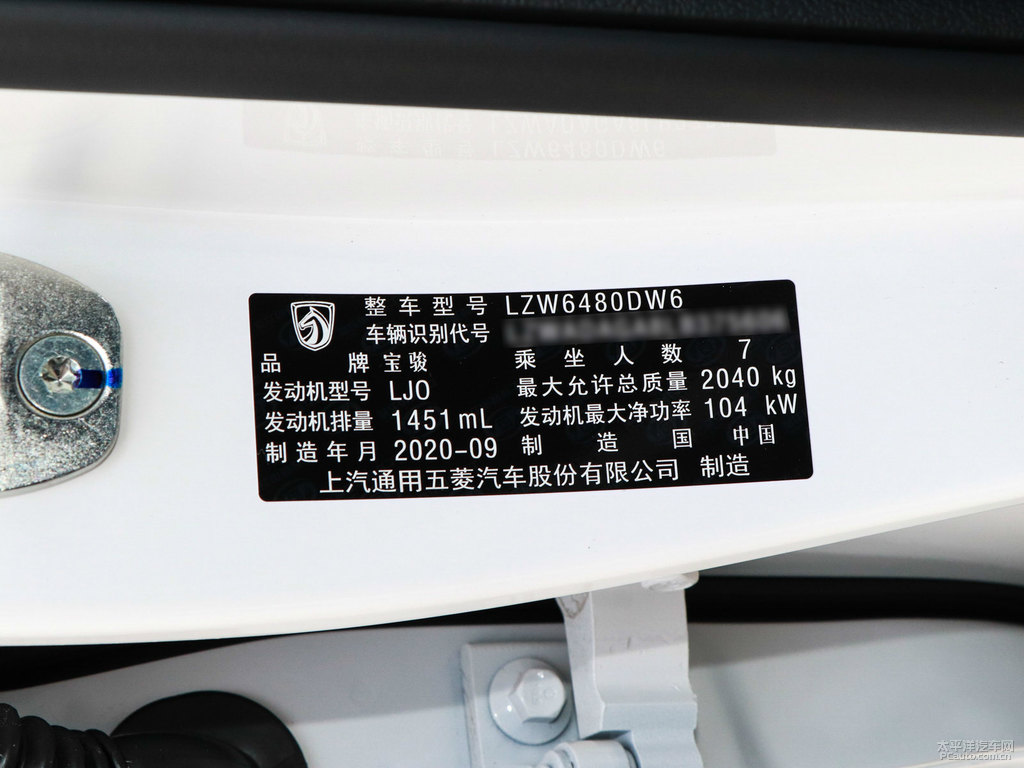 整车型号 LZW6480DW6
车辆识别代号
品牌 宝骏 乘坐人数 7
发动机型号 LJO 最大允许总质量 2040 kg
发动机排量 1451mL 发动机最大净功率 104 kW
制造年月 2020-09 制造国 中国
上汽通用五菱汽车股份有限公司 制造
太平洋汽车网
PCauto.com.cn